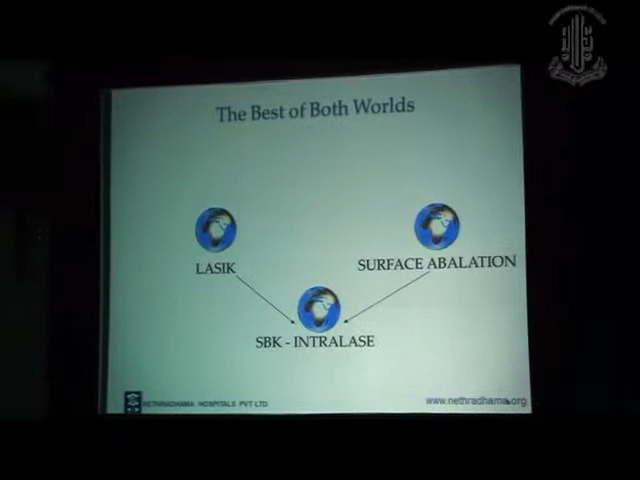 The Best of Both Worlds
LASIK
SURFACE ABALATION
SBK - INTRALASE
NETHRADHAMA HOSPITALS PVT LTD
www.nethradhama.org